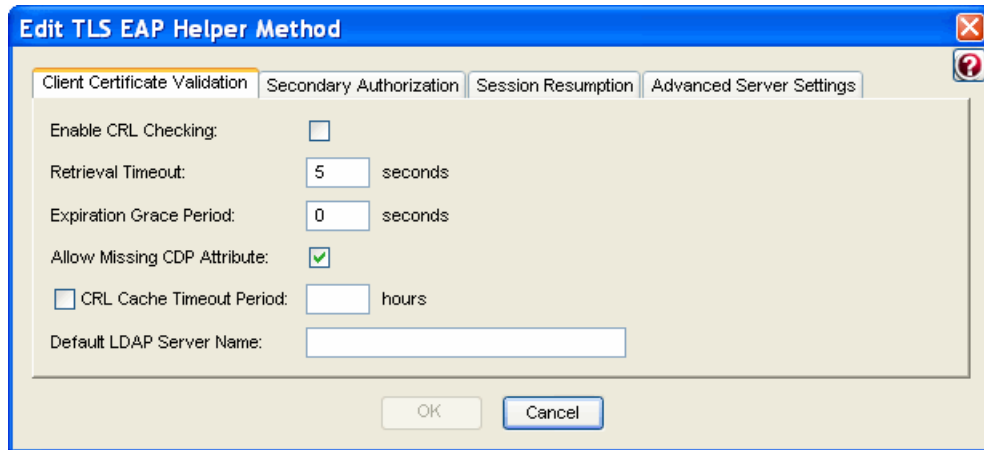 Edit TLS EAP Helper Method
Client Certificate Validation Secondary Authorization Session Resumption Advanced Server Settings
Enable CRL Checking:
Retrieval Timeout: 5 seconds
Expiration Grace Period: 0 seconds
Allow Missing CDP Attribute:
CRL Cache Timeout Period: hours
Default LDAP Server Name:
OK Cancel